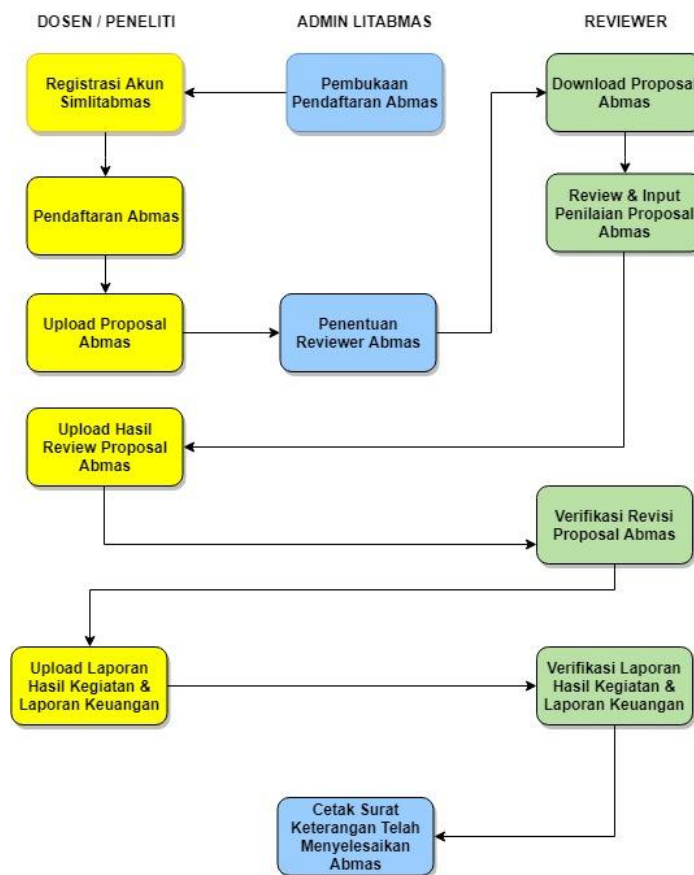 DOSEN / PENELITI
ADMIN LITABMAS
REVIEWER
Registrasi Akun
Simlitabmas
Pembukaan
Pendaftaran Abmas
Download Proposal
Abmas
Pendaftaran Abmas
Review & Input
Penilaian Proposal
Abmas
Upload Proposal
Abmas
Penentuan
Reviewer Abmas
Upload Hasil
Review Proposal
Abmas
Verifikasi Revisi
Proposal Abmas
Upload Laporan
Hasil Kegiatan &
Laporan Keuangan
Verifikasi Laporan
Hasil Kegiatan &
Laporan Keuangan
Cetak Surat
Keterangan Telah
Menyelesaikan
Abmas